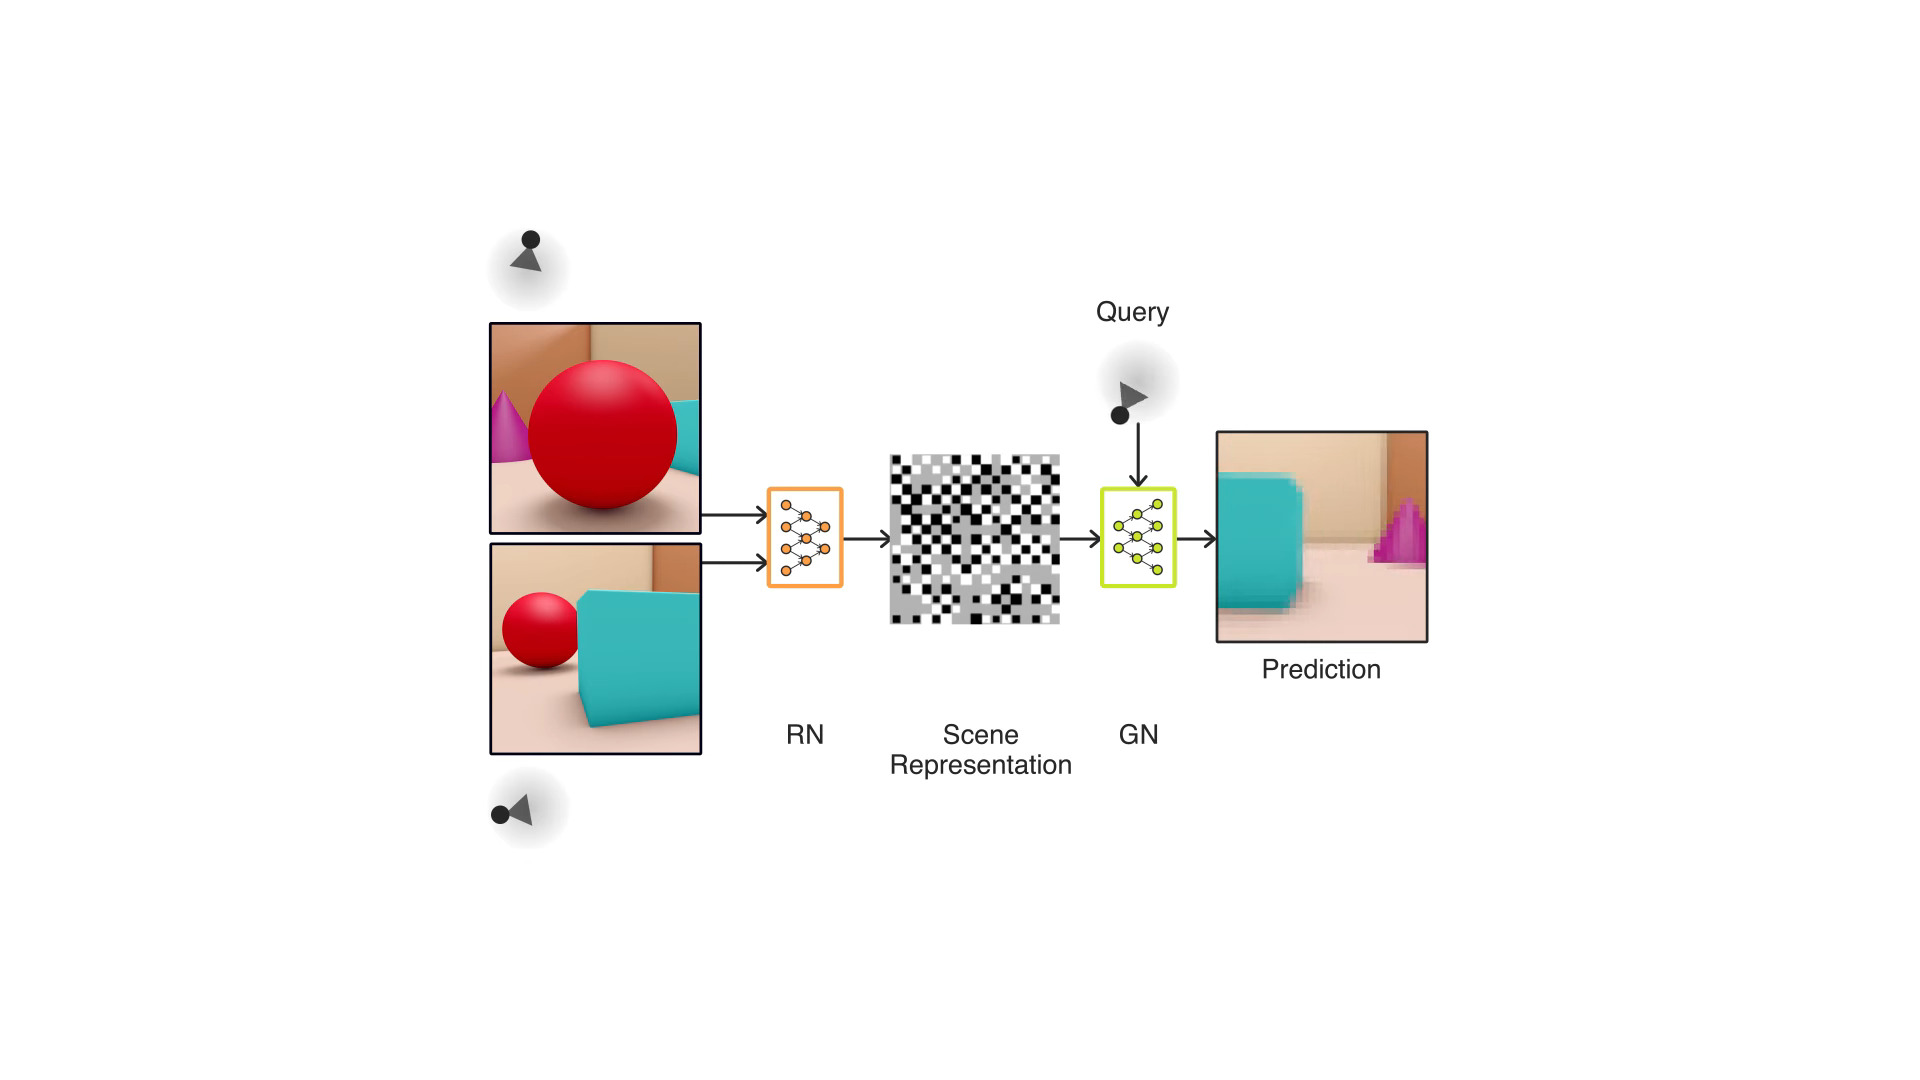 Query
Prediction
RN
Scene
Representation
GN